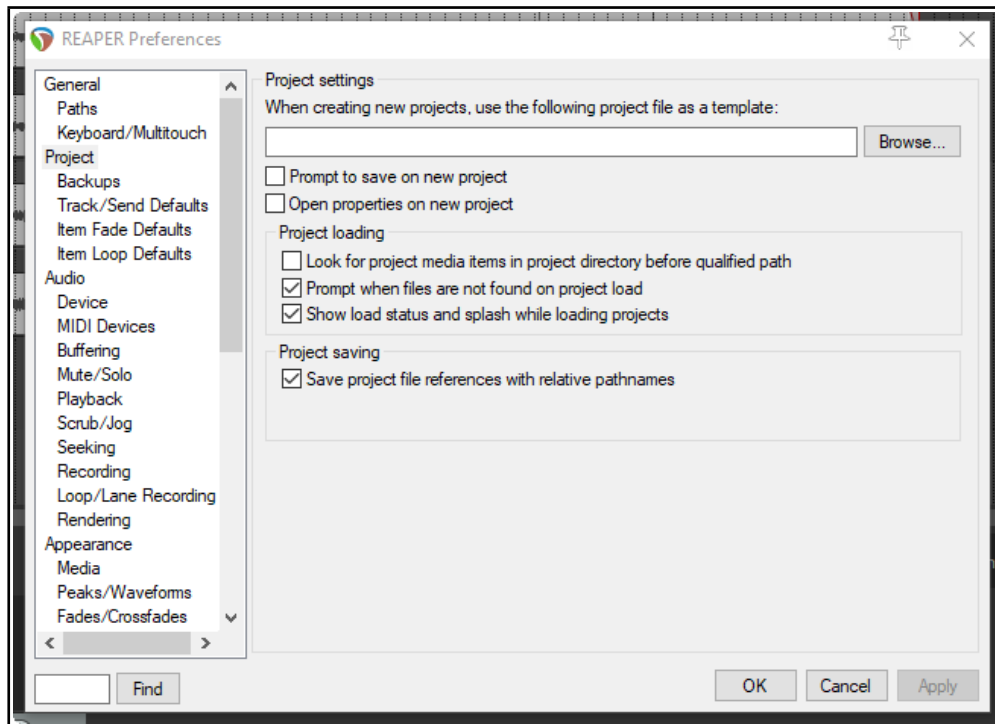 REAPER Preferences
General
Paths
Keyboard/Multitouch
Project
Backups
Track/Send Defaults
Item Fade Defaults
Item Loop Defaults
Audio
Device
MIDI Devices
Buffering
Mute/Solo
Playback
Scrub/Jog
Seeking
Recording
Loop/Lane Recording
Rendering
Appearance
Media
Peaks/Waveforms
Fades/Crossfades
Find
Project settings
When creating new projects, use the following project file as a template:
Browse...
Prompt to save on new project
Open properties on new project
Project loading
Look for project media items in project directory before qualified path
Prompt when files are not found on project load
Show load status and splash while loading projects
Project saving
Save project file references with relative pathnames
OK
Cancel
Apply